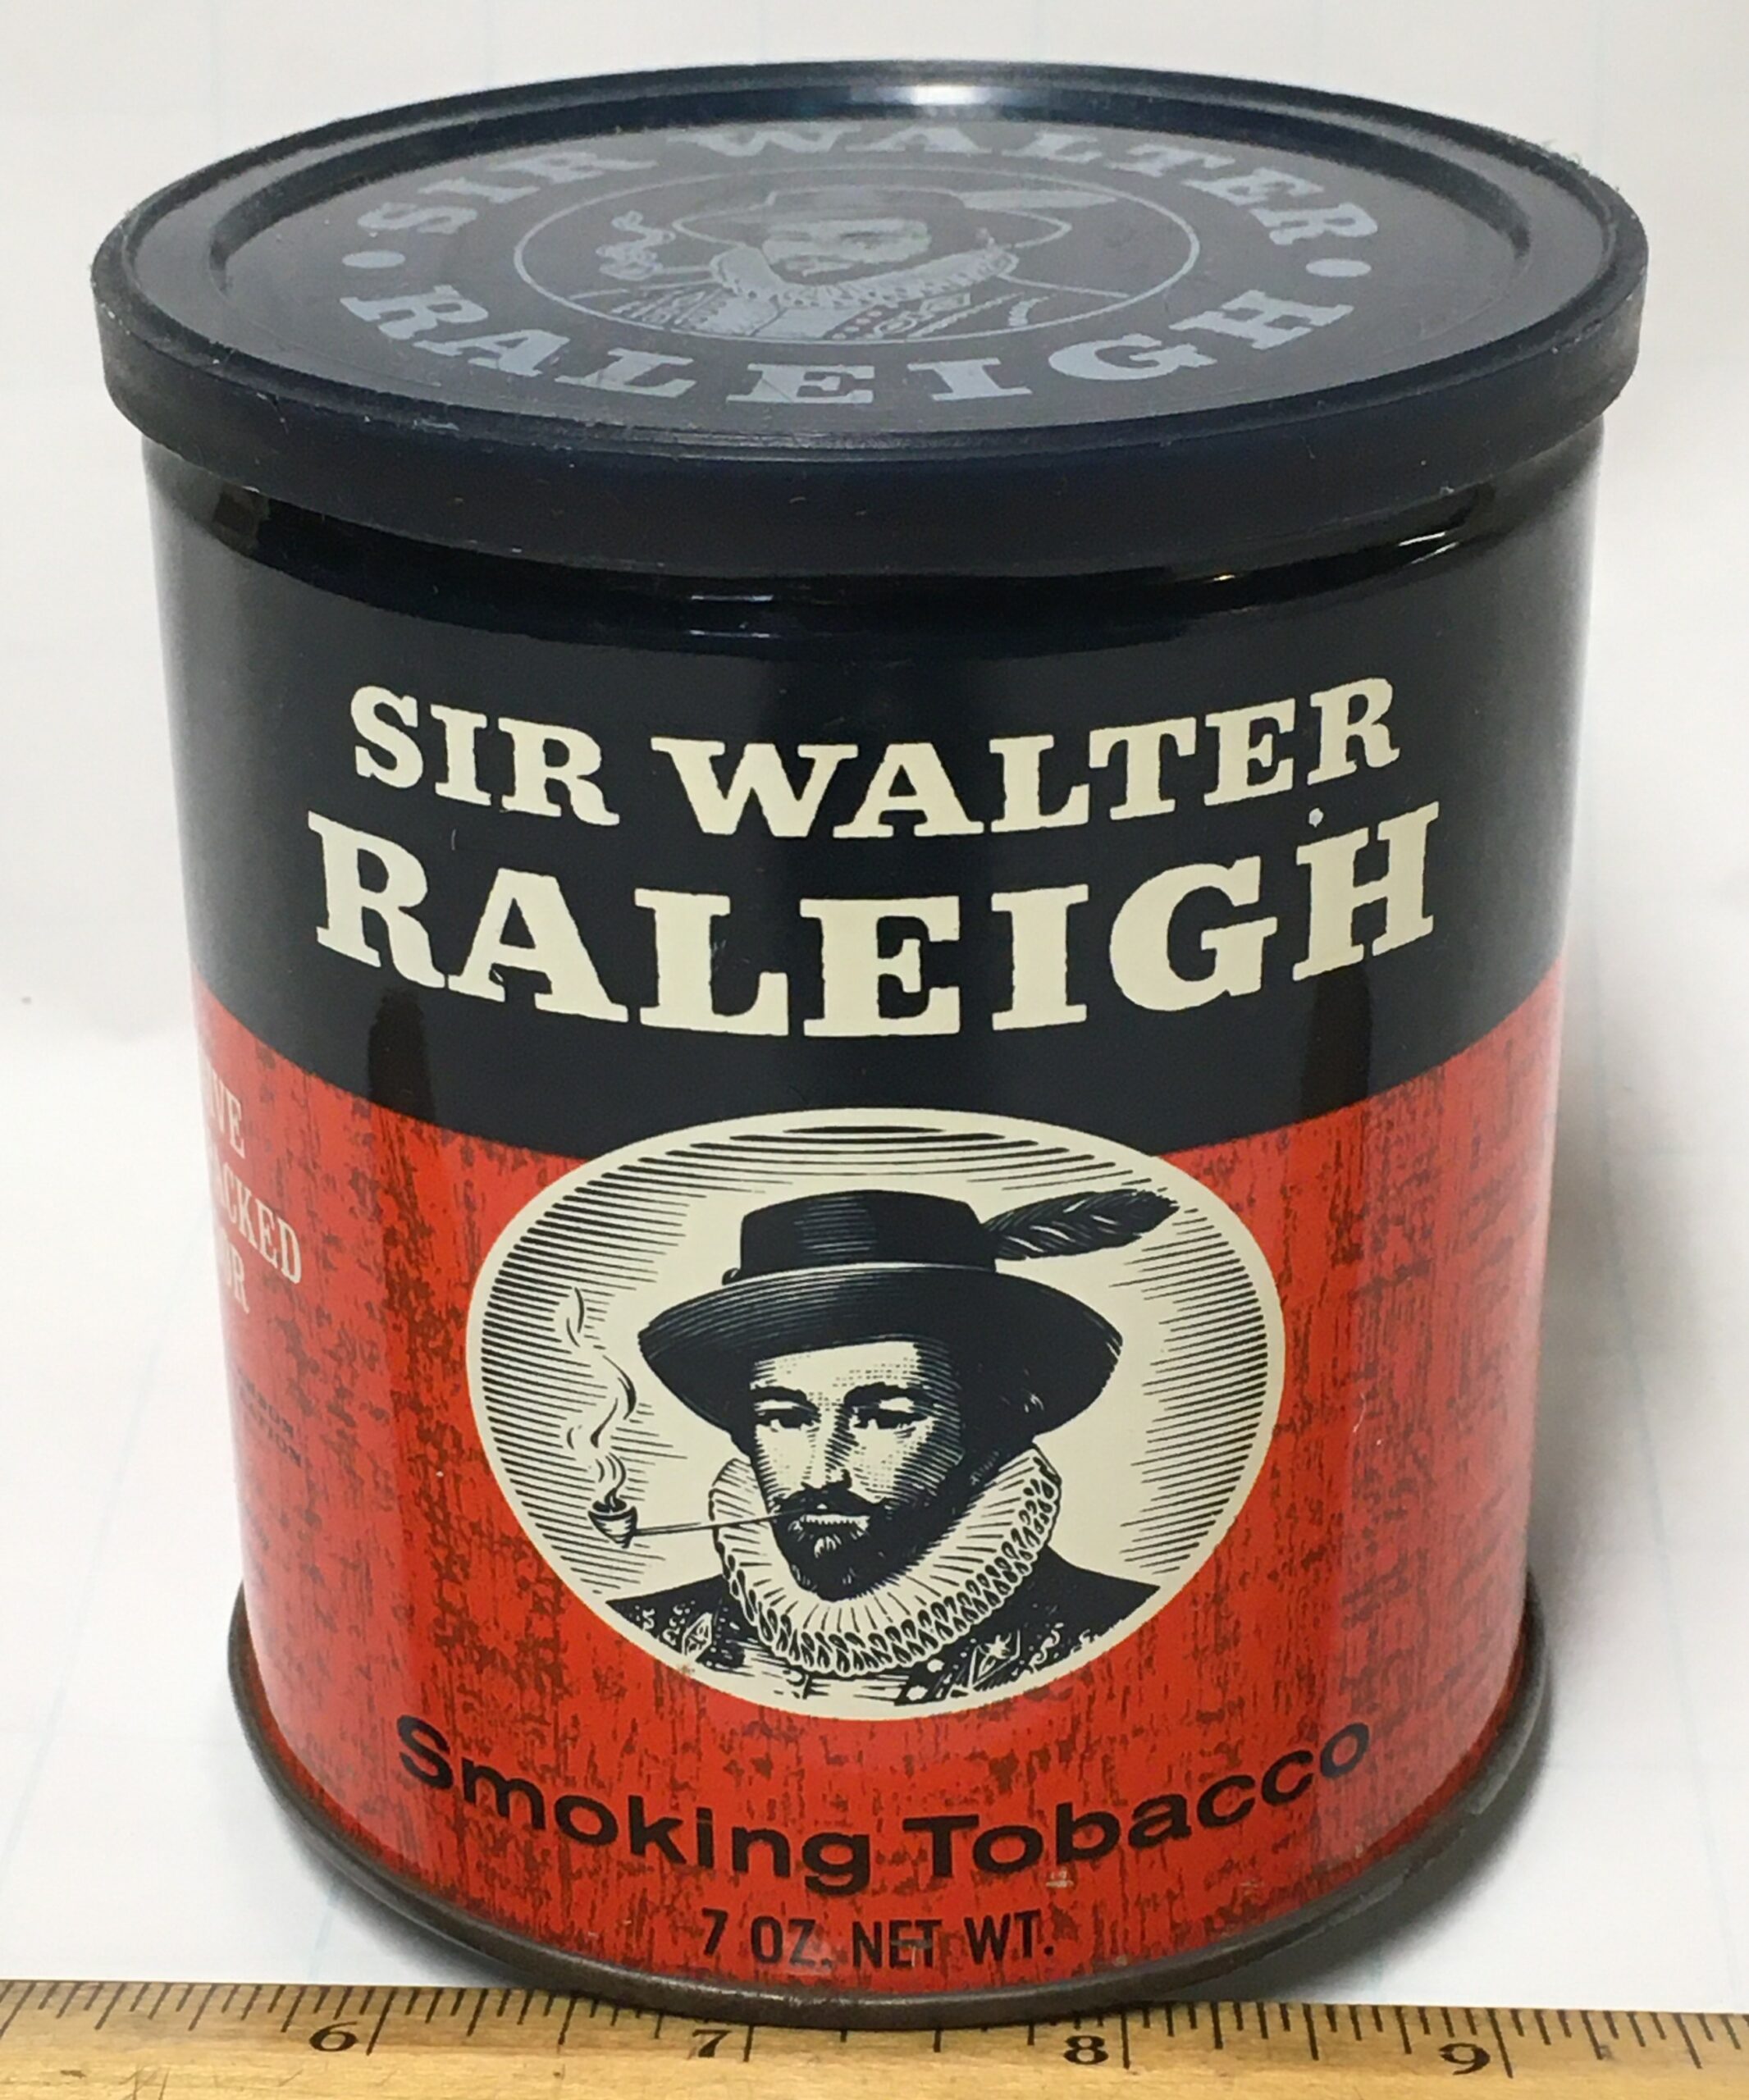 SIR WALTER
RALEIGH
SIR WALTER
RALEIGH
Smoking Tobacco
7 OZ. NET WT.
6 7 8 9